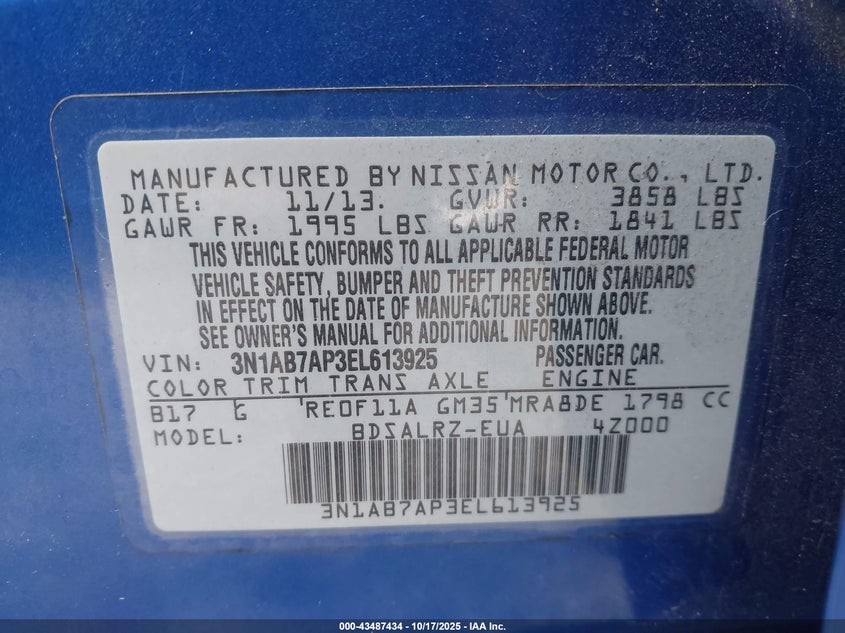 MANUFACTURED BY NISSAN MOTOR CO., LTD.
DATE: 11/13. GVWR: 3858 LBS
GAWR FR: 1995 LBS GAWR RR: 1841 LBS
THIS VEHICLE CONFORMS TO ALL APPLICABLE FEDERAL MOTOR
VEHICLE SAFETY, BUMPER AND THEFT PREVENTION STANDARDS
IN EFFECT ON THE DATE OF MANUFACTURE SHOWN ABOVE.
SEE OWNER'S MANUAL FOR ADDITIONAL INFORMATION.
VIN: 3N1AB7AP3EL613925 PASSENGER CAR.
COLOR TRIM TRANS AXLE ENGINE
B17 G 'RE0F11A GM35'MRA8DE 1798 CC
MODEL: BDSALRZ-EUA 4Z000
3N1AB7AP3EL613925
000-43487434 - 10/17/2025 - IAA Inc.